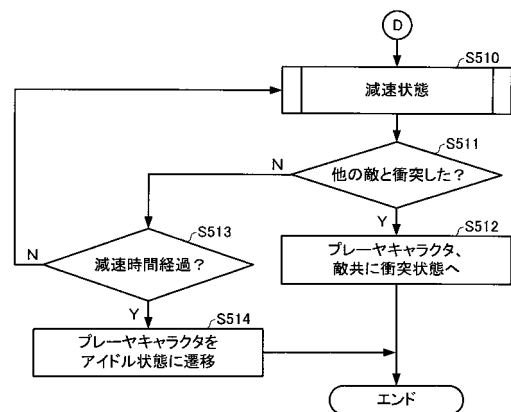 D
S510
減速状態
S511
N
他の敵と衝突した?
Y
S512
S513
プレーヤキャラクタ、
敵共に衝突状態へ
N
減速時間経過?
Y
S514
プレーヤキャラクタを
アイドル状態に遷移
エンド